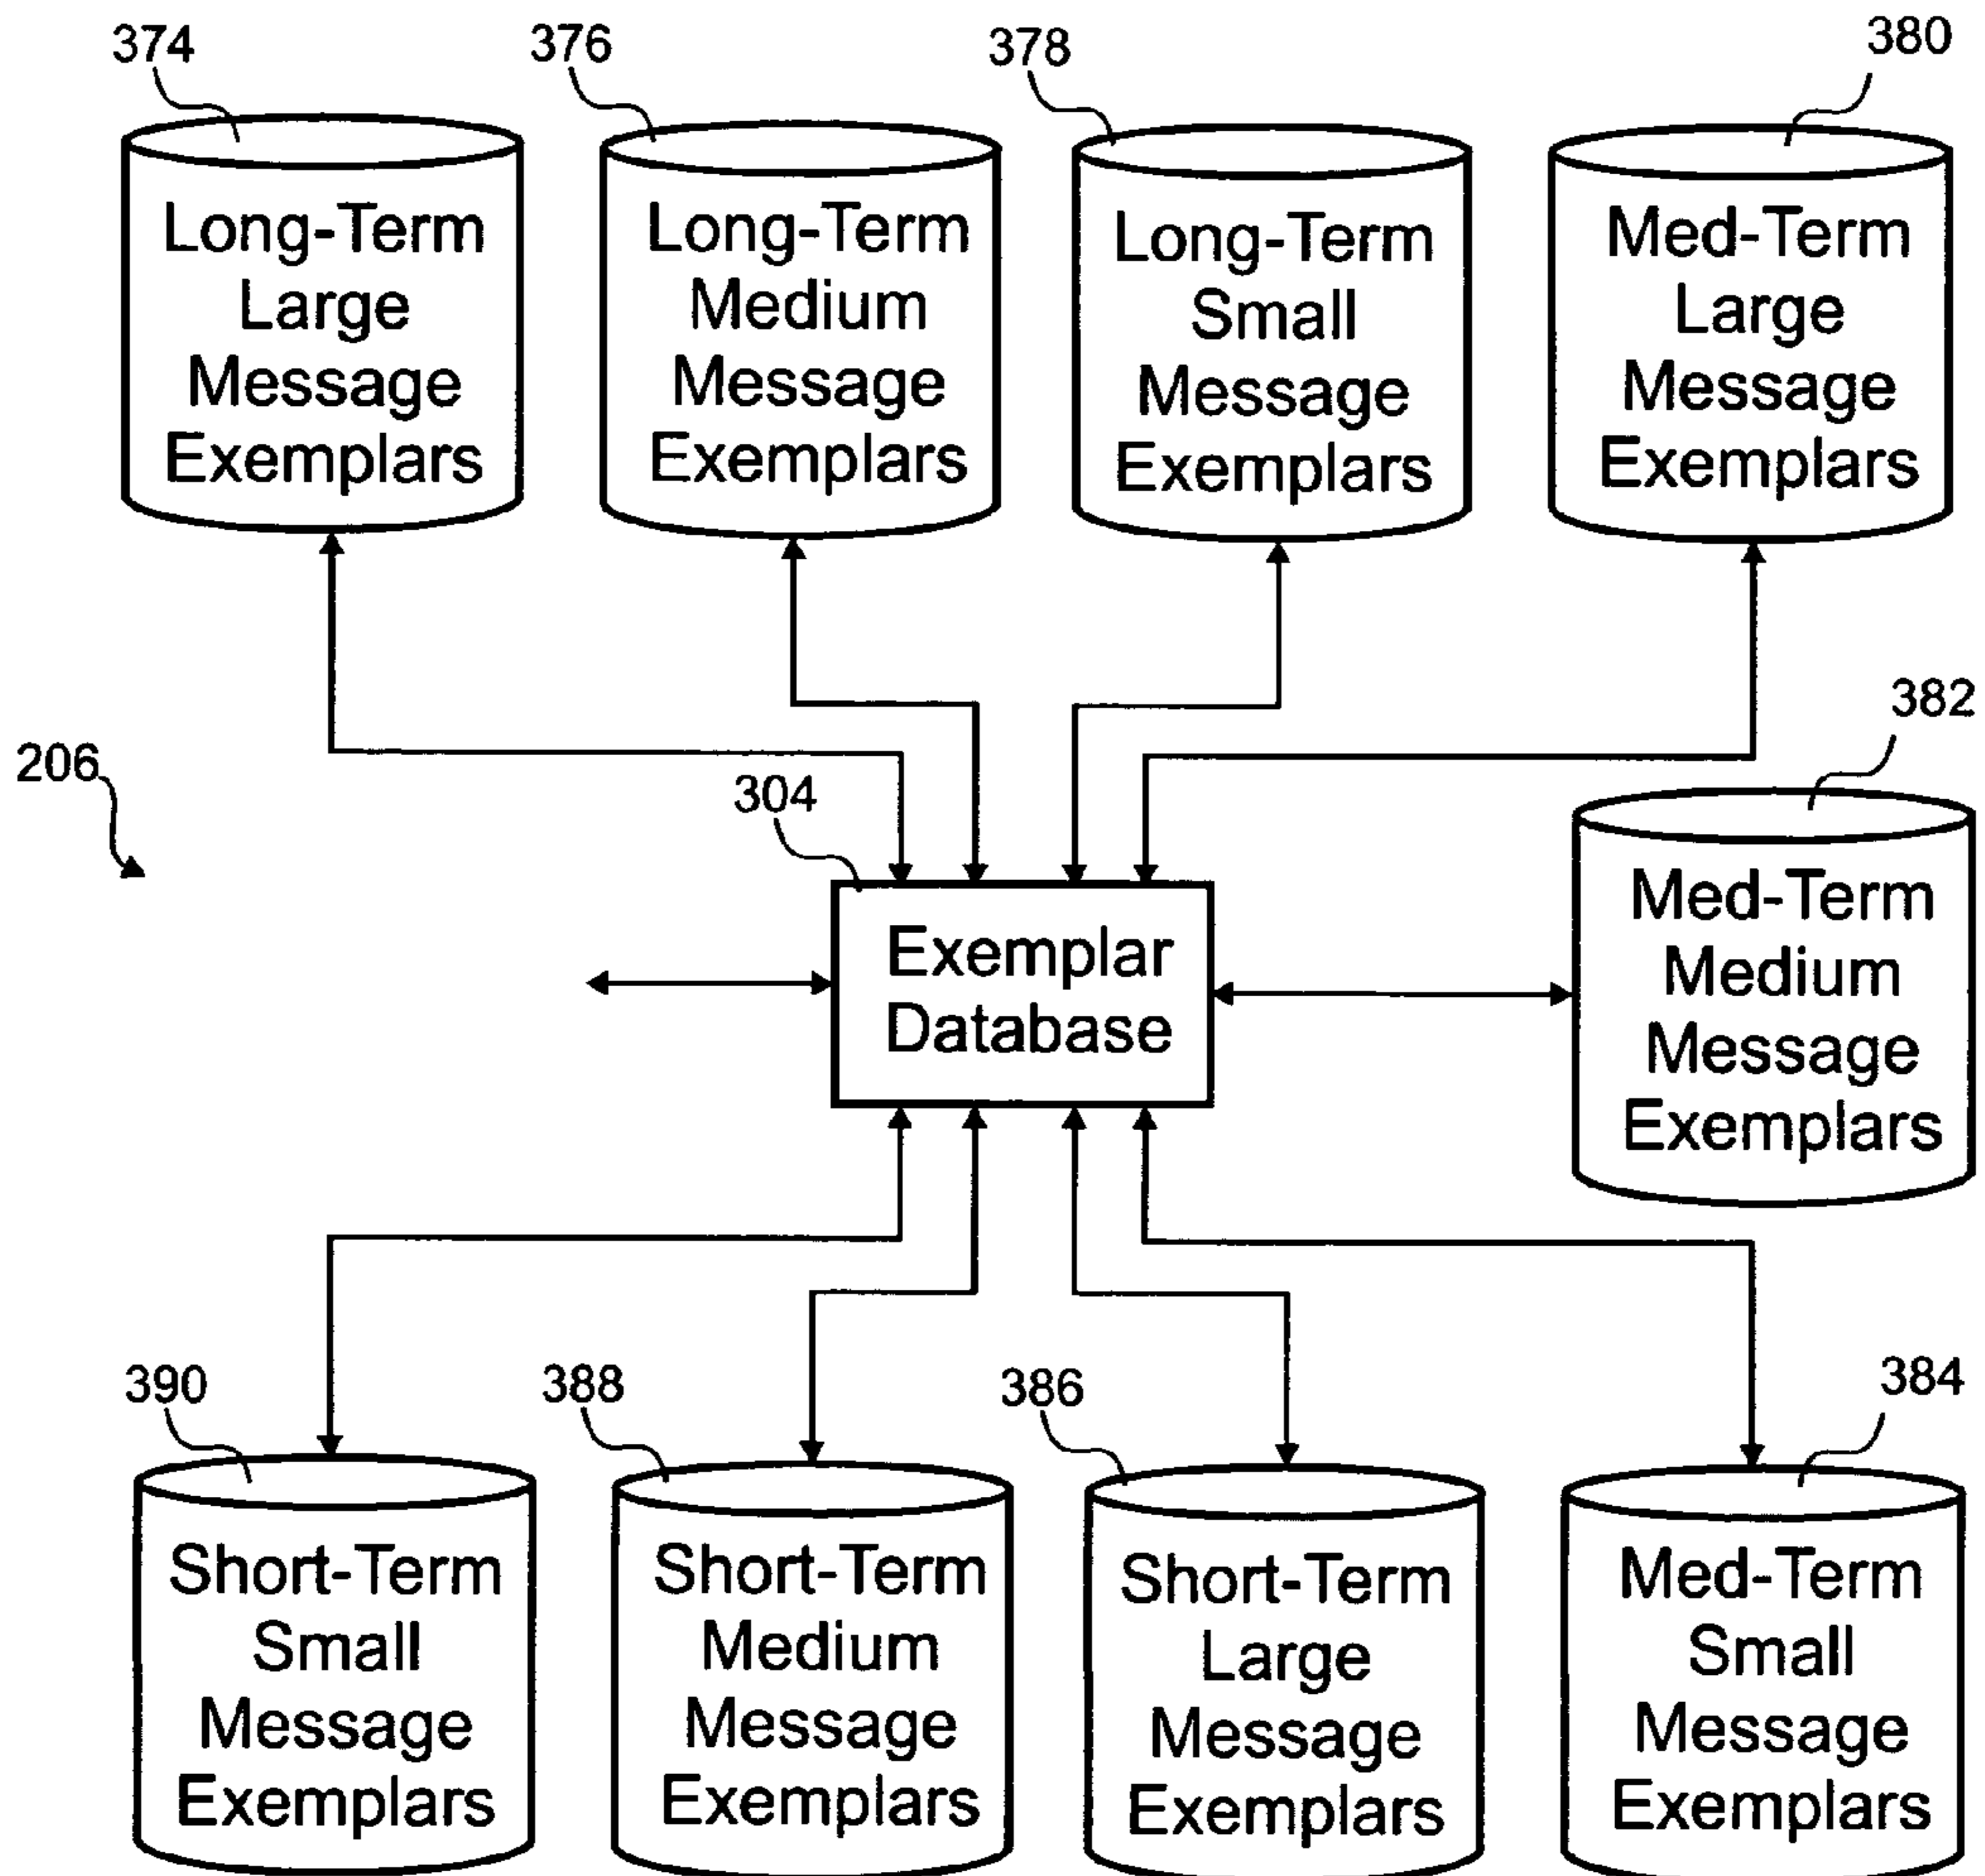 374
376
378
380
Long-Term
Large
Message
Exemplars
Long-Term
Medium
Message
Exemplars
Long-Term
Small
Message
Exemplars
Med-Term
Large
Message
Exemplars
206
304
382
Exemplar
Database
Med-Term
Medium
Message
Exemplars
390
388
386
384
Short-Term
Small
Message
Exemplars
Short-Term
Medium
Message
Exemplars
Short-Term
Large
Message
Exemplars
Med-Term
Small
Message
Exemplars